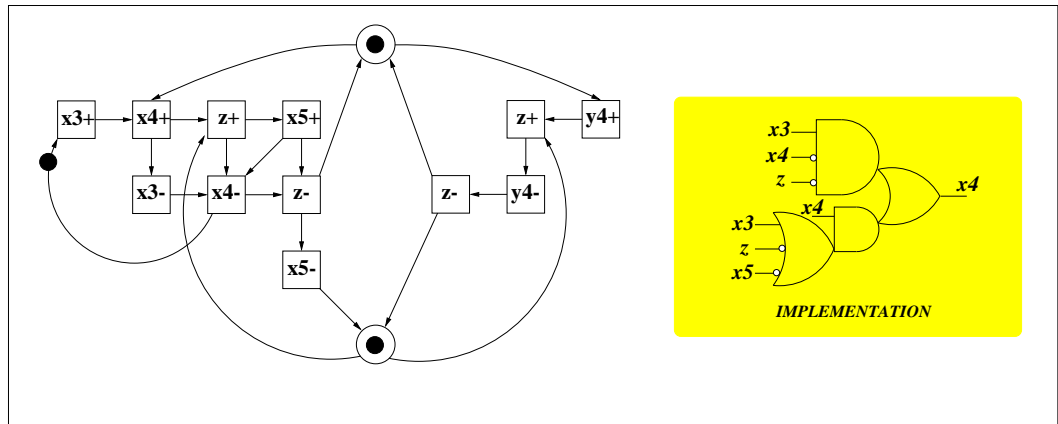 x3+ x4+ z+ x5+ z+ y4+
x3- x4- z- z- y4-
x5-
x3
x4
z
x4
x4
x3
z
x5
IMPLEMENTATION